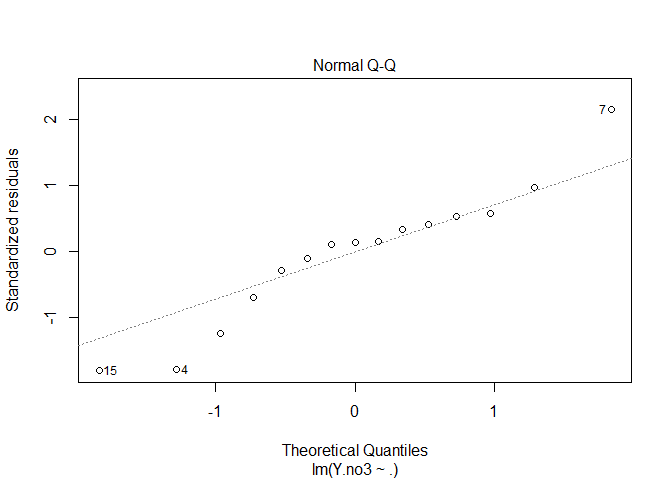 Normal Q-Q
Standardized residuals
2
1
0
-1
7
15
4
-1
0
1
Theoretical Quantiles
lm(Y.no3 ~ .)